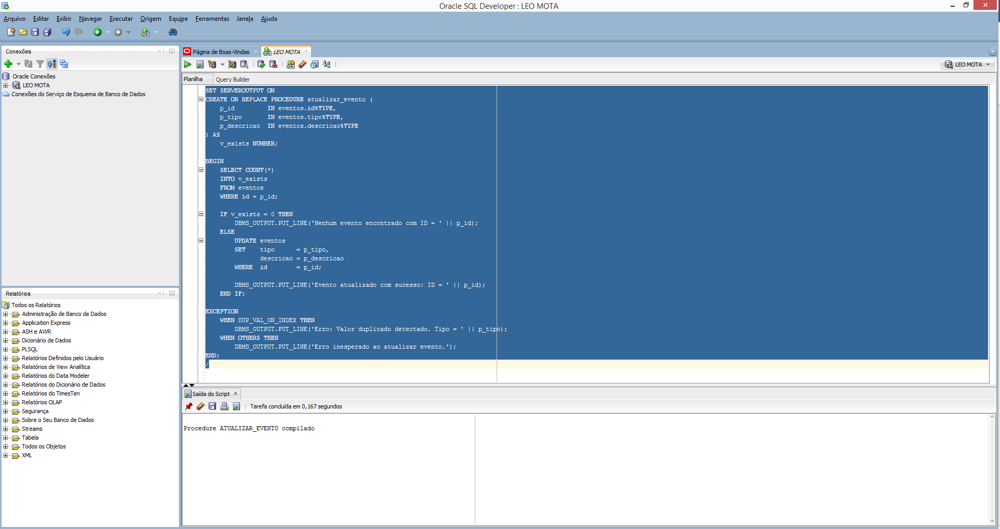 Oracle SQL Developer : LEO MOTA
Arquivo Editar Exibir Navegar Executar Origem Equipe Ferramentas Janela Ajuda
Conexões
Oracle Conexões
LEO MOTA
Conexões do Serviço de Esquema de Banco de Dados
Relatórios
Todos os Relatórios
Administração de Banco de Dados
Application Express
ASH e AWR
Dicionário de Dados
PLSQL
Relatórios Definidos pelo Usuário
Relatórios de View Analítica
Relatórios do Data Modeler
Relatórios do Dicionário de Dados
Relatórios do TimesTen
Relatórios OLAP
Segurança
Sobre o Seu Banco de Dados
Streams
Tabela
Todos os Objetos
XML
Página de Boas-Vindas LEO MOTA
LEO MOTA
Planilha Query Builder
SET SERVEROUTPUT ON
CREATE OR REPLACE PROCEDURE atualizar_evento (
    p_id         IN eventos.id%TYPE,
    p_tipo       IN eventos.tipo%TYPE,
    p_descricao  IN eventos.descricao%TYPE
) AS
    v_exists NUMBER;
BEGIN
    SELECT COUNT(*)
    INTO v_exists
    FROM eventos
    WHERE id = p_id;
    IF v_exists = 0 THEN
        DBMS_OUTPUT.PUT_LINE('Nenhum evento encontrado com ID = ' || p_id);
    ELSE
        UPDATE eventos
        SET    tipo      = p_tipo,
               descricao = p_descricao
        WHERE  id        = p_id;
        DBMS_OUTPUT.PUT_LINE('Evento atualizado com sucesso: ID = ' || p_id);
    END IF;
EXCEPTION
    WHEN DUP_VAL_ON_INDEX THEN
        DBMS_OUTPUT.PUT_LINE('Erro: Valor duplicado detectado. Tipo = ' || p_tipo);
    WHEN OTHERS THEN
        DBMS_OUTPUT.PUT_LINE('Erro inesperado ao atualizar evento.');
END;
/
Saída do Script
Tarefa concluída em 0,167 segundos
Procedure ATUALIZAR_EVENTO compilado